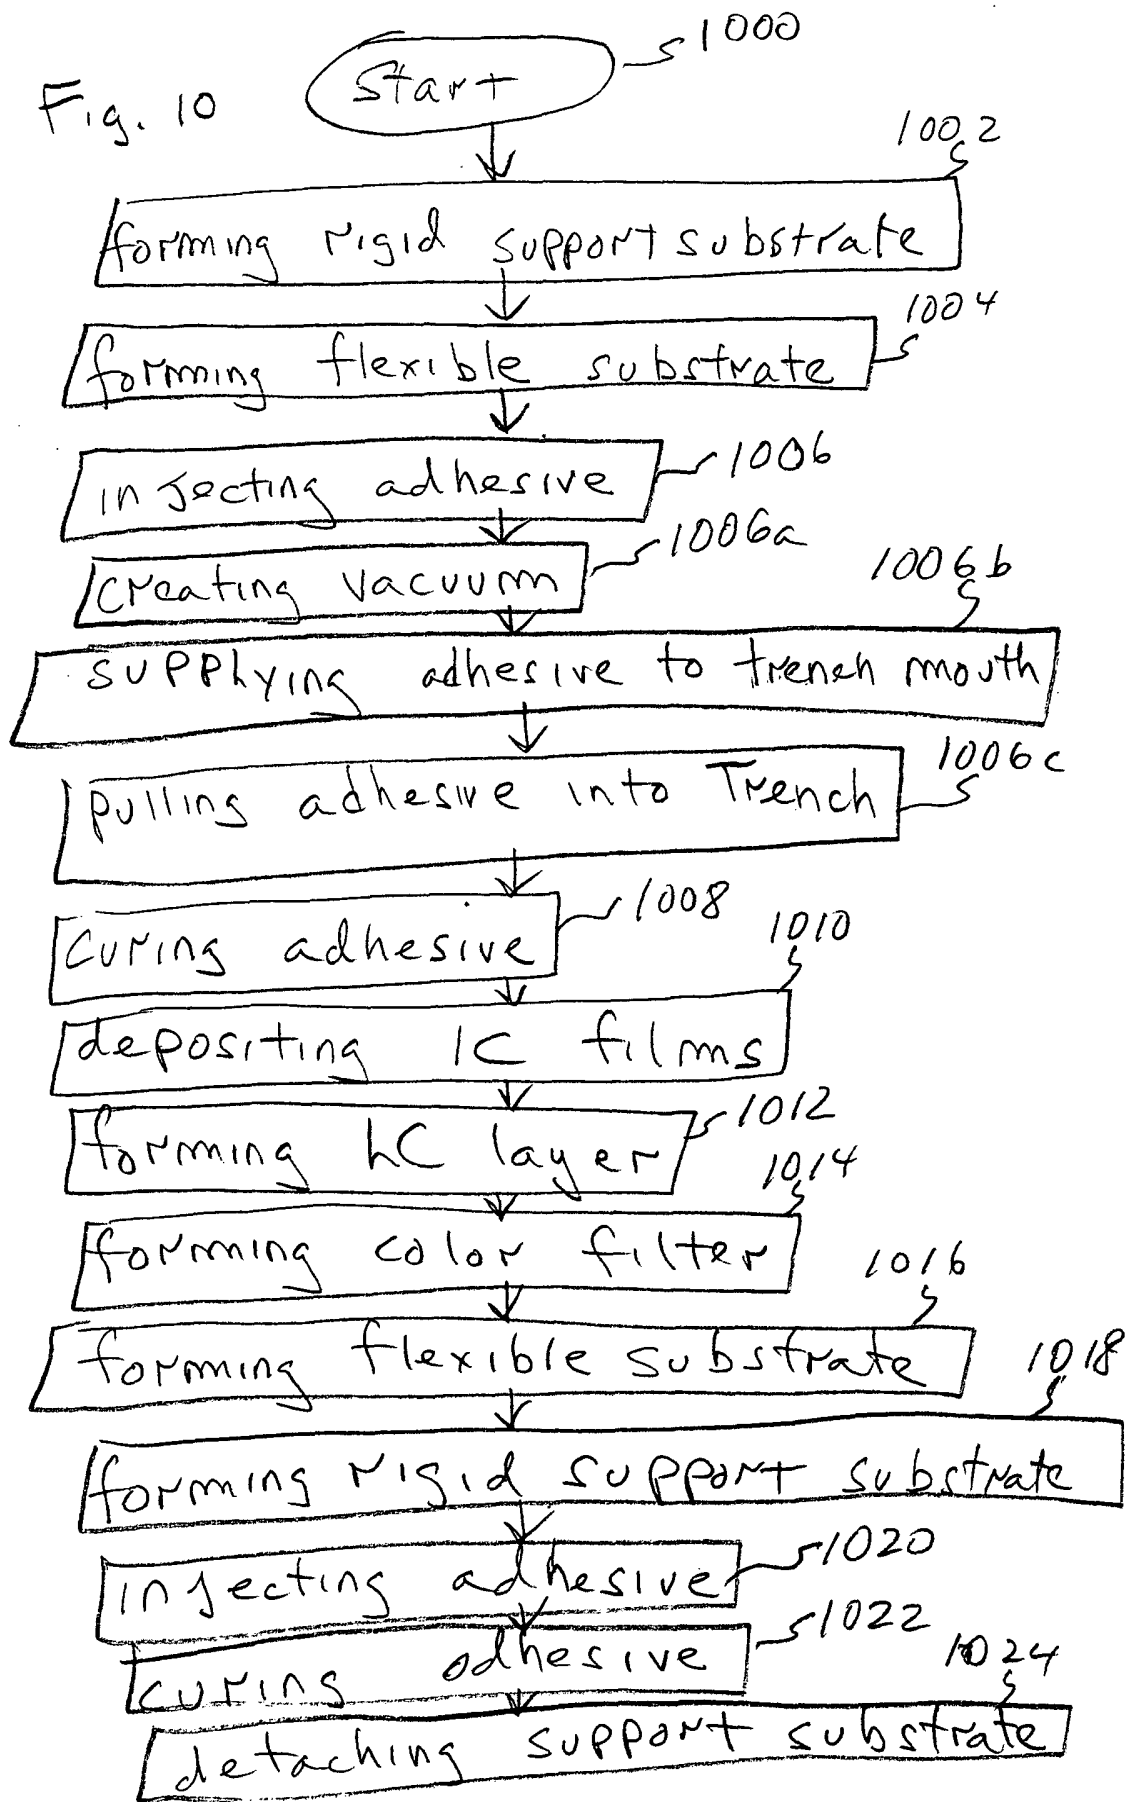 1000
Fig. 10
Start
1002
forming rigid support substrate
1004
forming flexible substrate
1006
injecting adhesive
1006a
creating vacuum
1006b
supplying adhesive to trench mouth
1006c
pulling adhesive into Trench
1008
curing adhesive
1010
depositing IC films
1012
forming LC layer
1014
forming color filter
1016
forming flexible substrate
1018
forming rigid support substrate
1020
injecting adhesive
1022
curing adhesive
1024
detaching support substrate